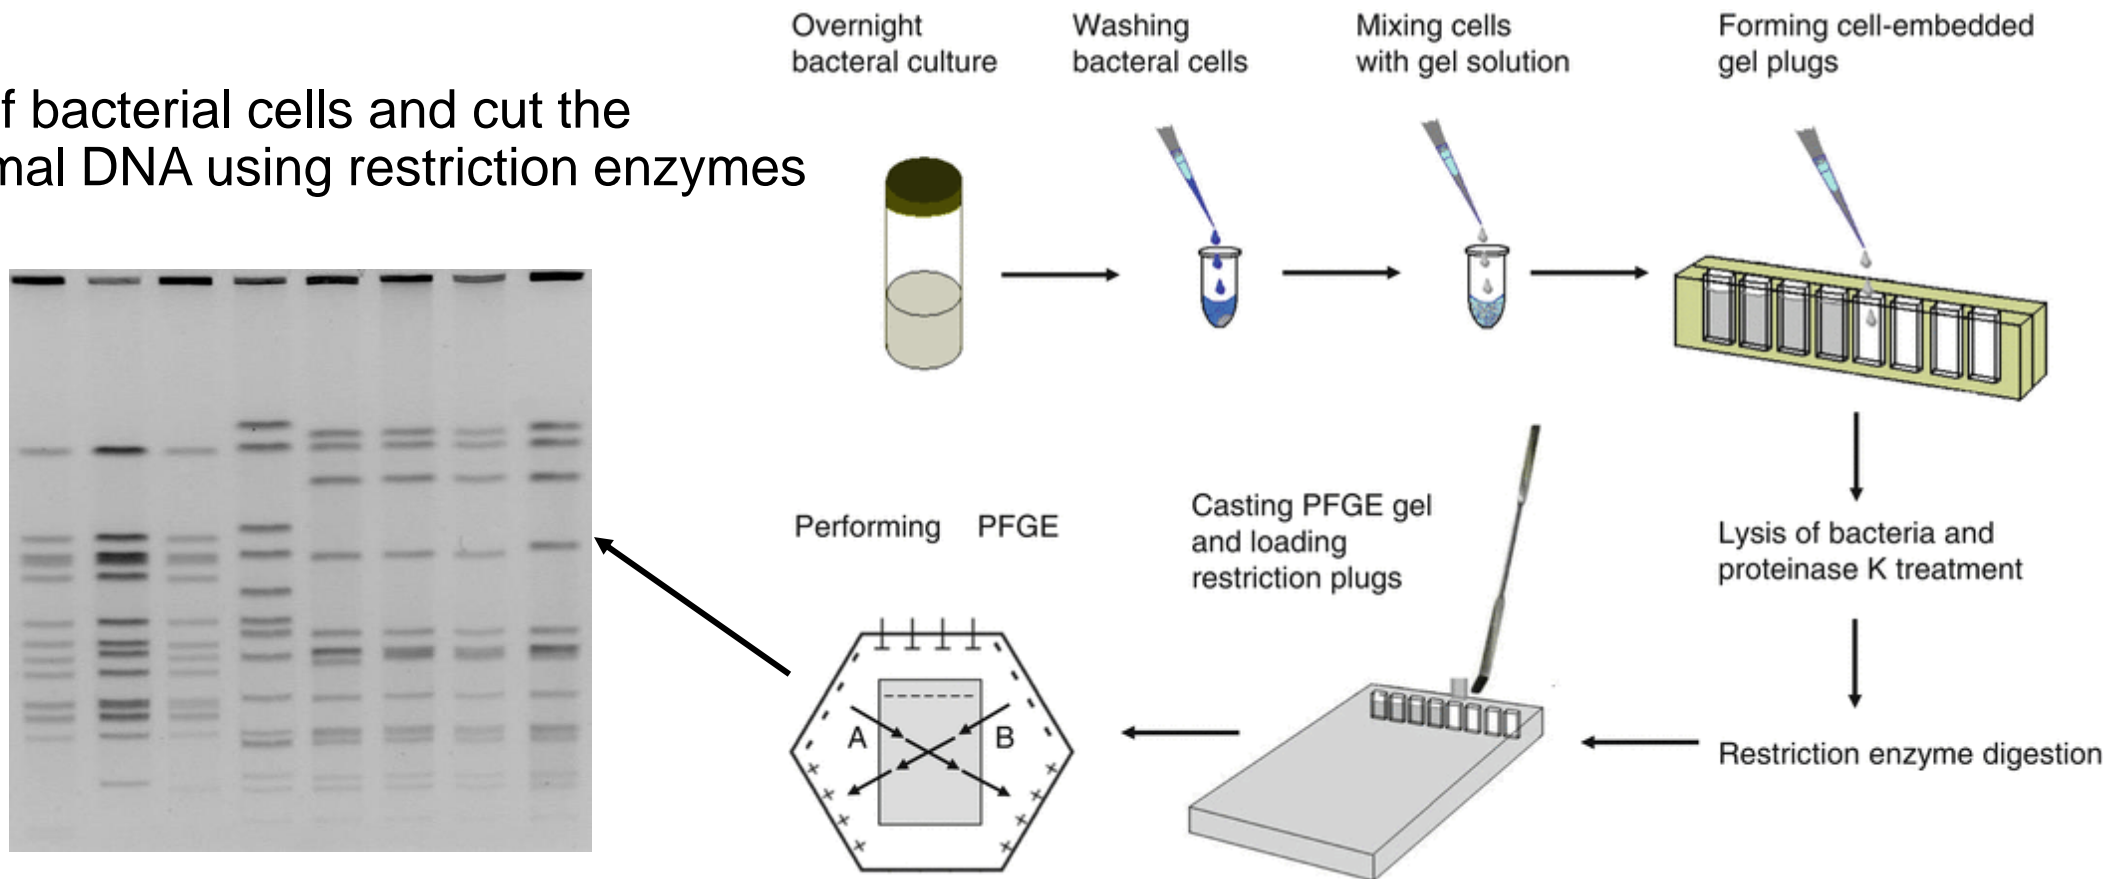 f bacterial cells and cut the
mal DNA using restriction enzymes
Overnight
bacteral culture
Washing
bacteral cells
Mixing cells
with gel solution
Forming cell-embedded
gel plugs
Lysis of bacteria and
proteinase K treatment
Restriction enzyme digestion
Casting PFGE gel
and loading
restriction plugs
Performing PFGE
A B